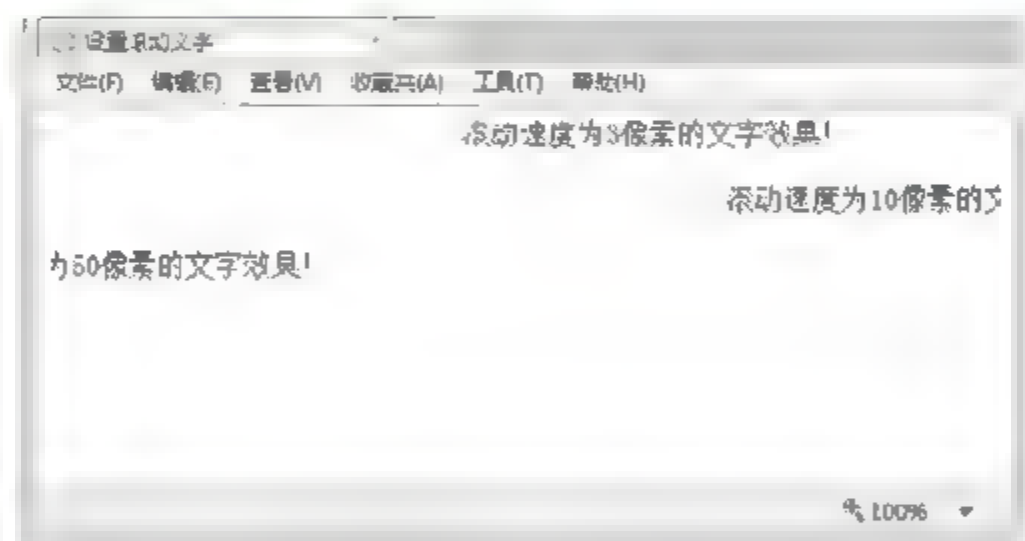 设置滚动文字
文件(F) 编辑(E) 查看(V) 收藏夹(A) 工具(T) 帮助(H)
滚动速度为3像素的文字效果!
滚动速度为10像素的文
为50像素的文字效果!
100%